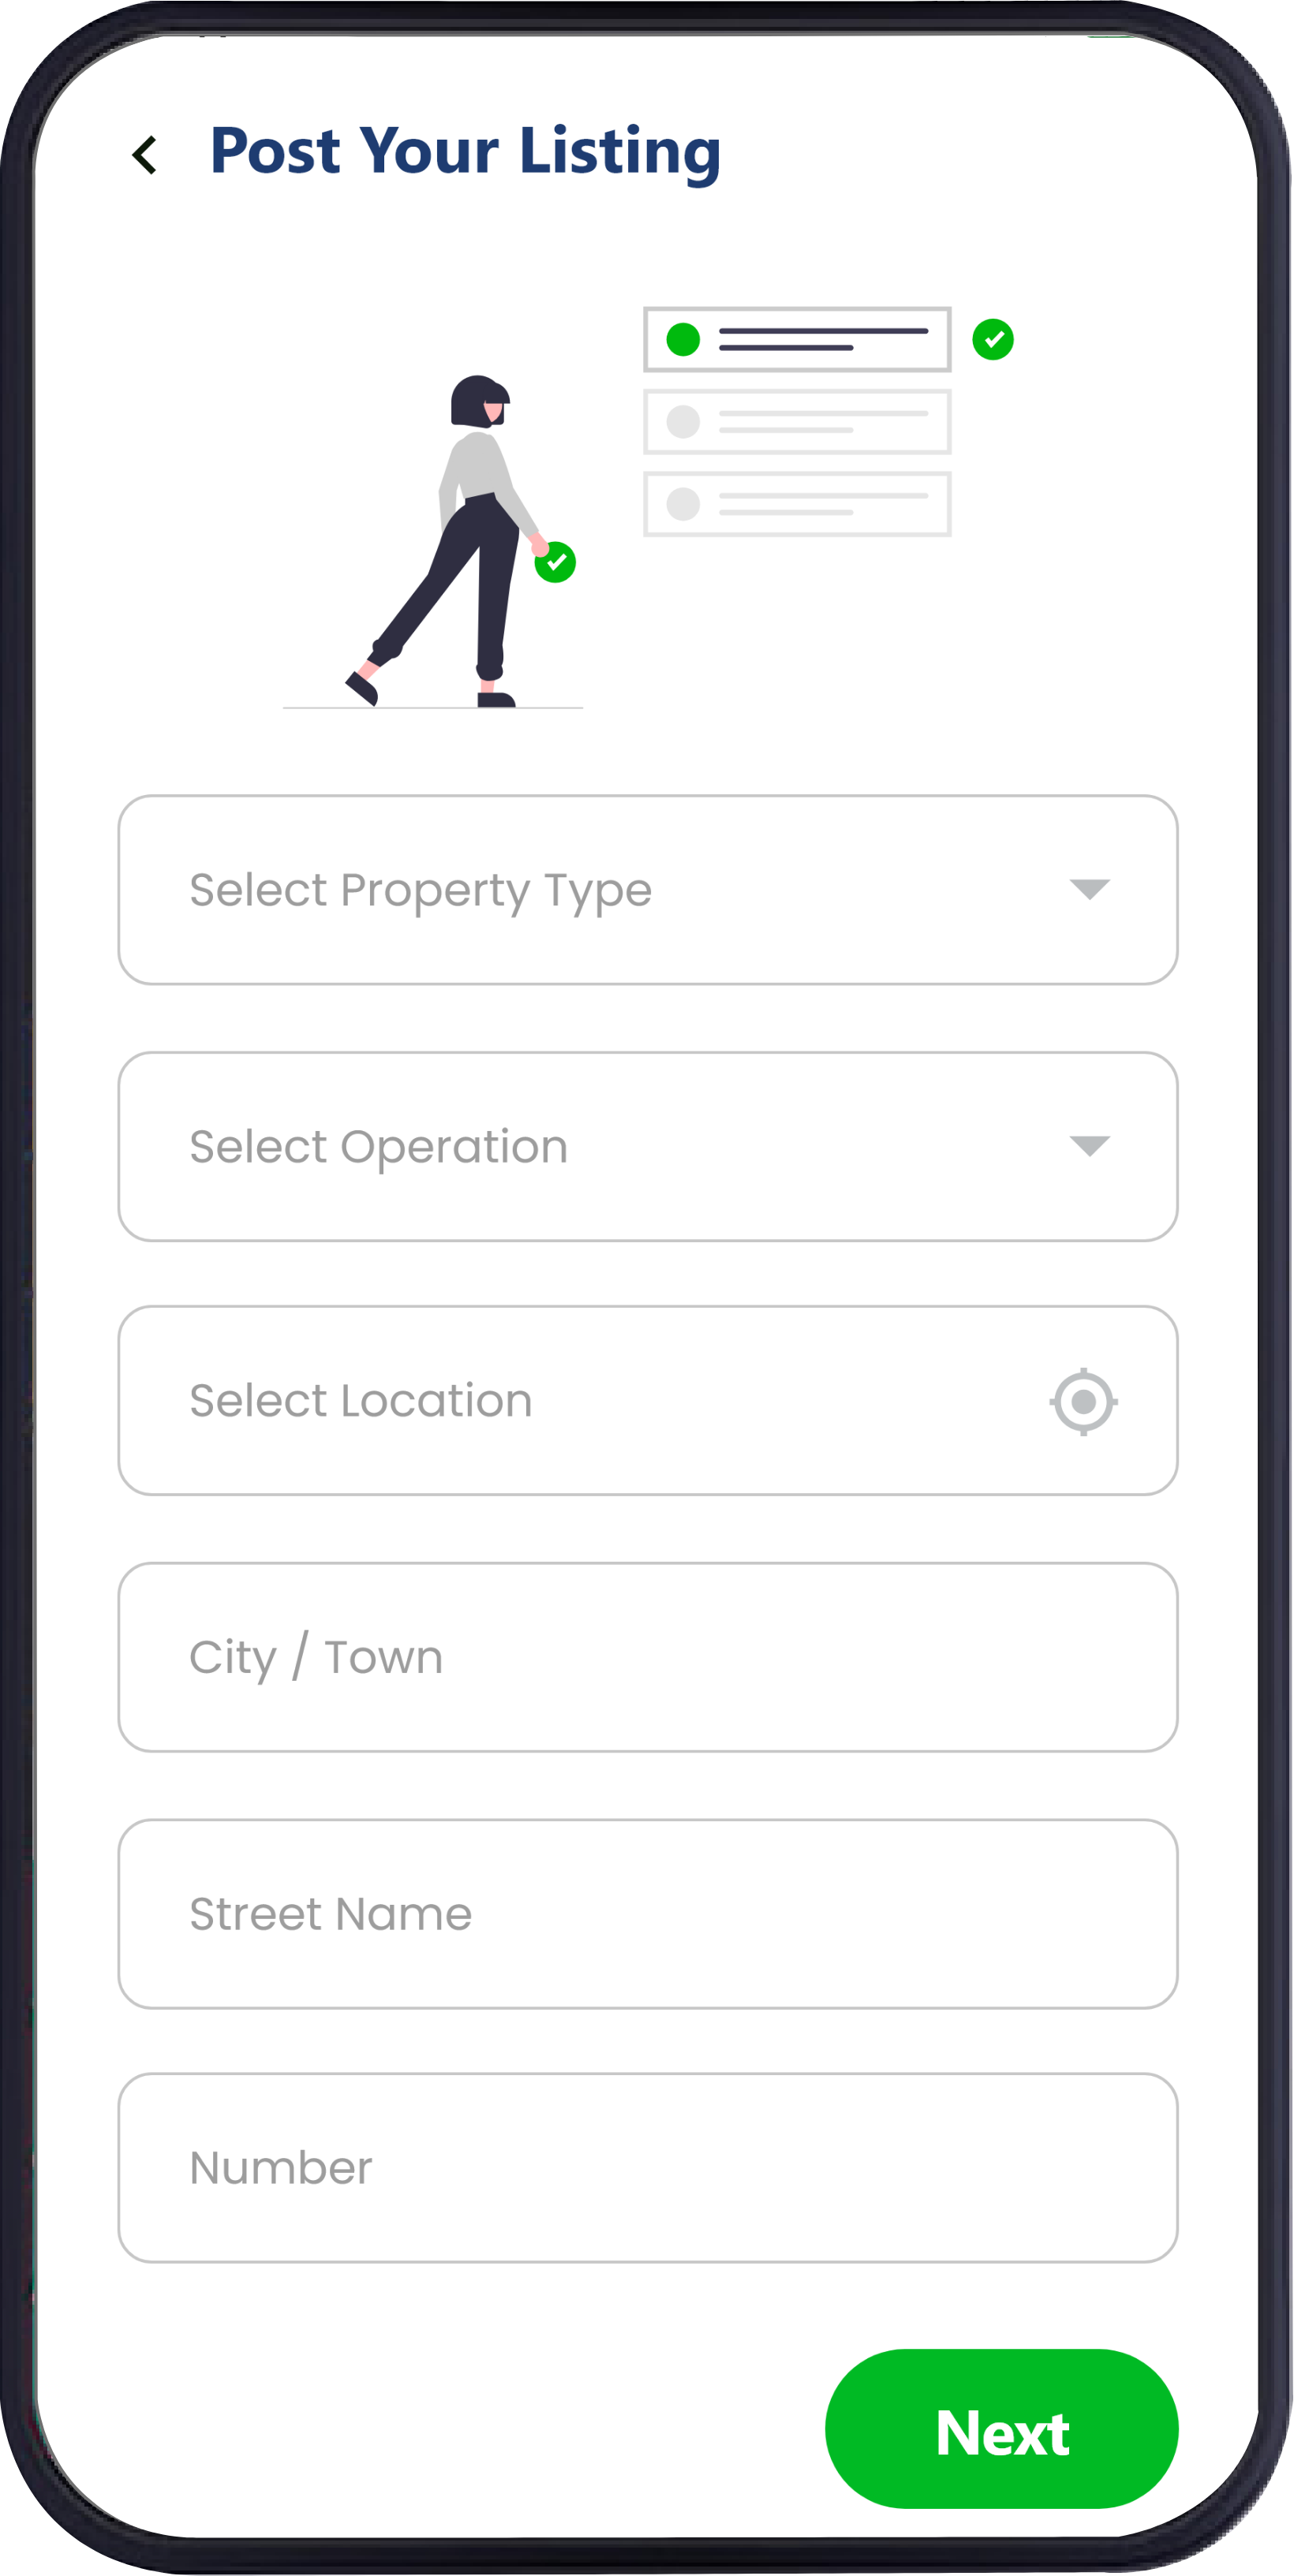 Post Your Listing
Select Property Type
Select Operation
Select Location
City / Town
Street Name
Number
Next